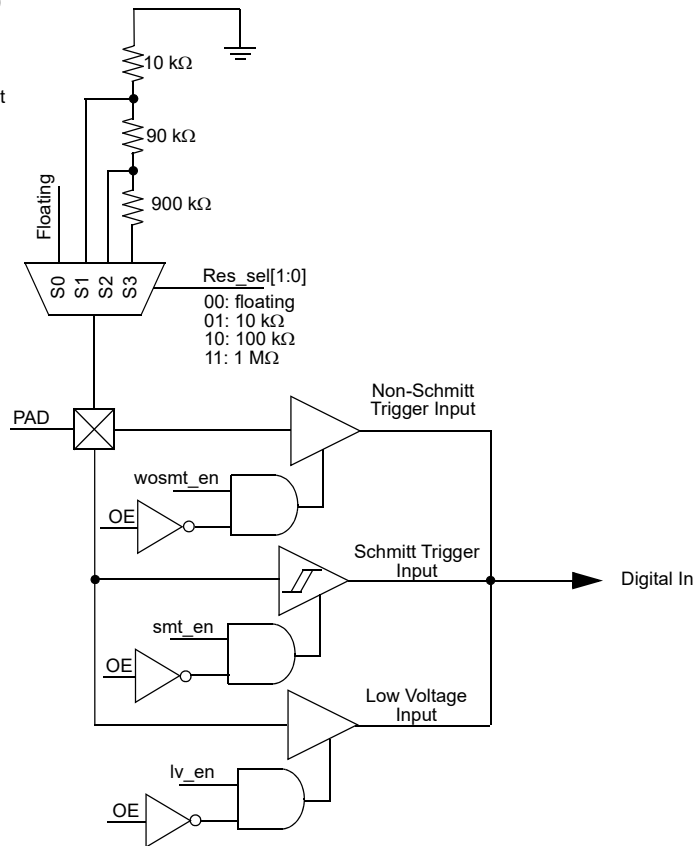 10 kΩ
t
90 kΩ
900 kΩ
Floating
S0
S1
S2
S3
Res_sel[1:0]
00: floating
01: 10 kΩ
10: 100 kΩ
11: 1 MΩ
Non-Schmitt
Trigger Input
PAD
wosmt_en
OE
Schmitt Trigger
Input
Digital In
smt_en
OE
Low Voltage
Input
lv_en
OE